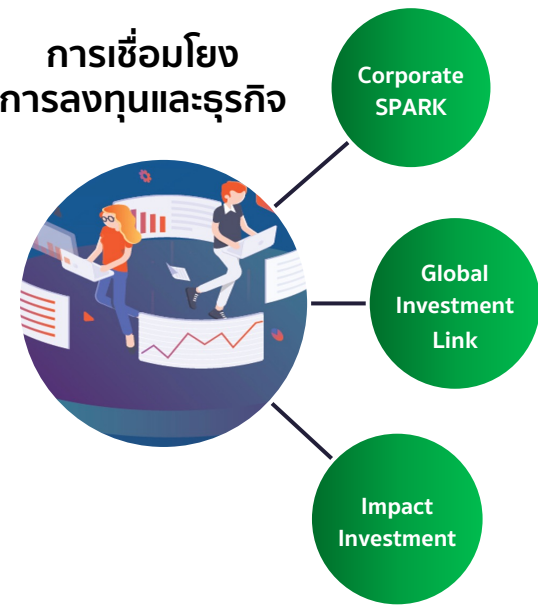 การเชื่อมโยง
การลงทุนและธุรกิจ
Corporate
SPARK
Global
Investment
Link
Impact
Investment